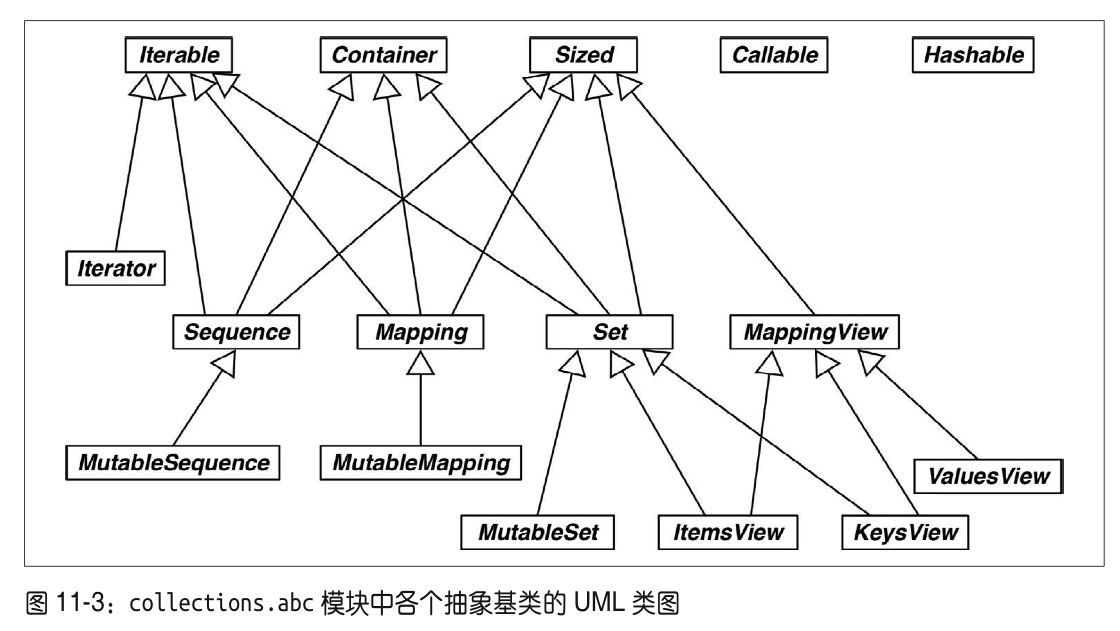 Iterable Container Sized Callable Hashable
Iterator
Sequence Mapping Set MappingView
MutableSequence MutableMapping ValuesView
MutableSet ItemsView KeysView
图 11-3：collections.abc 模块中各个抽象基类的 UML 类图